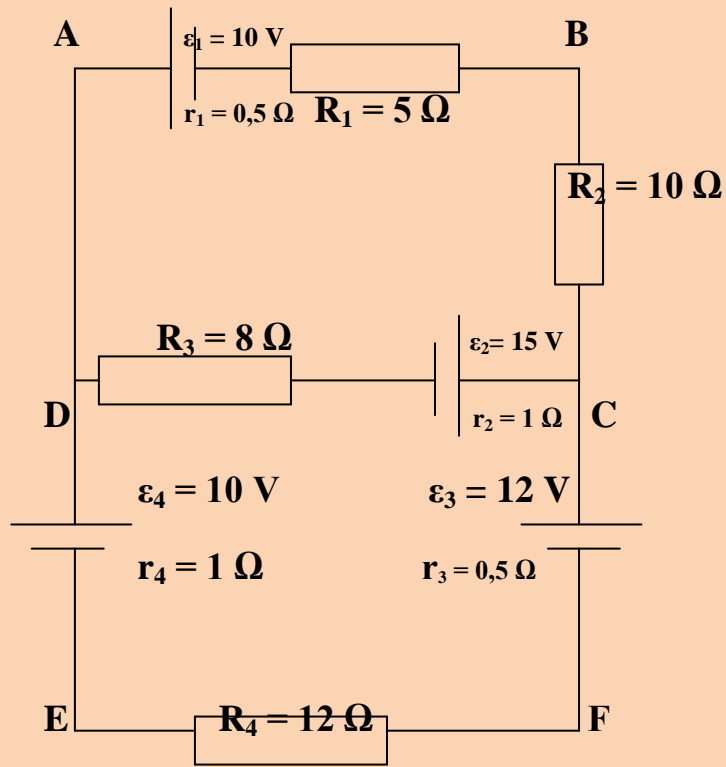 A
ε₁ = 10 V
B
r₁ = 0,5 Ω
R₁ = 5 Ω
R₂ = 10 Ω
R₃ = 8 Ω
ε₂= 15 V
D
r₂ = 1 Ω
C
ε₄ = 10 V
ε₃ = 12 V
r₄ = 1 Ω
r₃ = 0,5 Ω
E
R₄ = 12 Ω
F